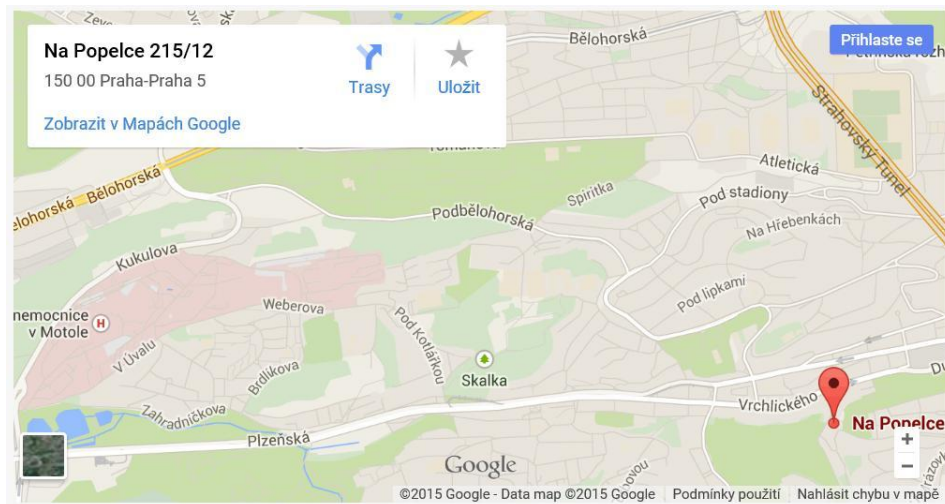 Na Popelce 215/12
150 00 Praha-Praha 5
Zobrazit v Mapách Google
Trasy
Uložit
Přihlaste se
Bělohorská
Strahovský Tunel
Atletická
Bělohorská
Spiritka
Pod stadiony
Podbělohorská
Na Hřebenkách
Kukulova
Pod lipkami
Weberova
nemocnice
v Motole
H
Pod Kotlářkou
V Úvalu
Brdlíkova
Skalka
Vrchlického
Zahradníčkova
Plzeňská
Na Popelce
+
−
Google
©2015 Google - Data map ©2015 Google
Podmínky použití
Nahlásit chybu v mapě